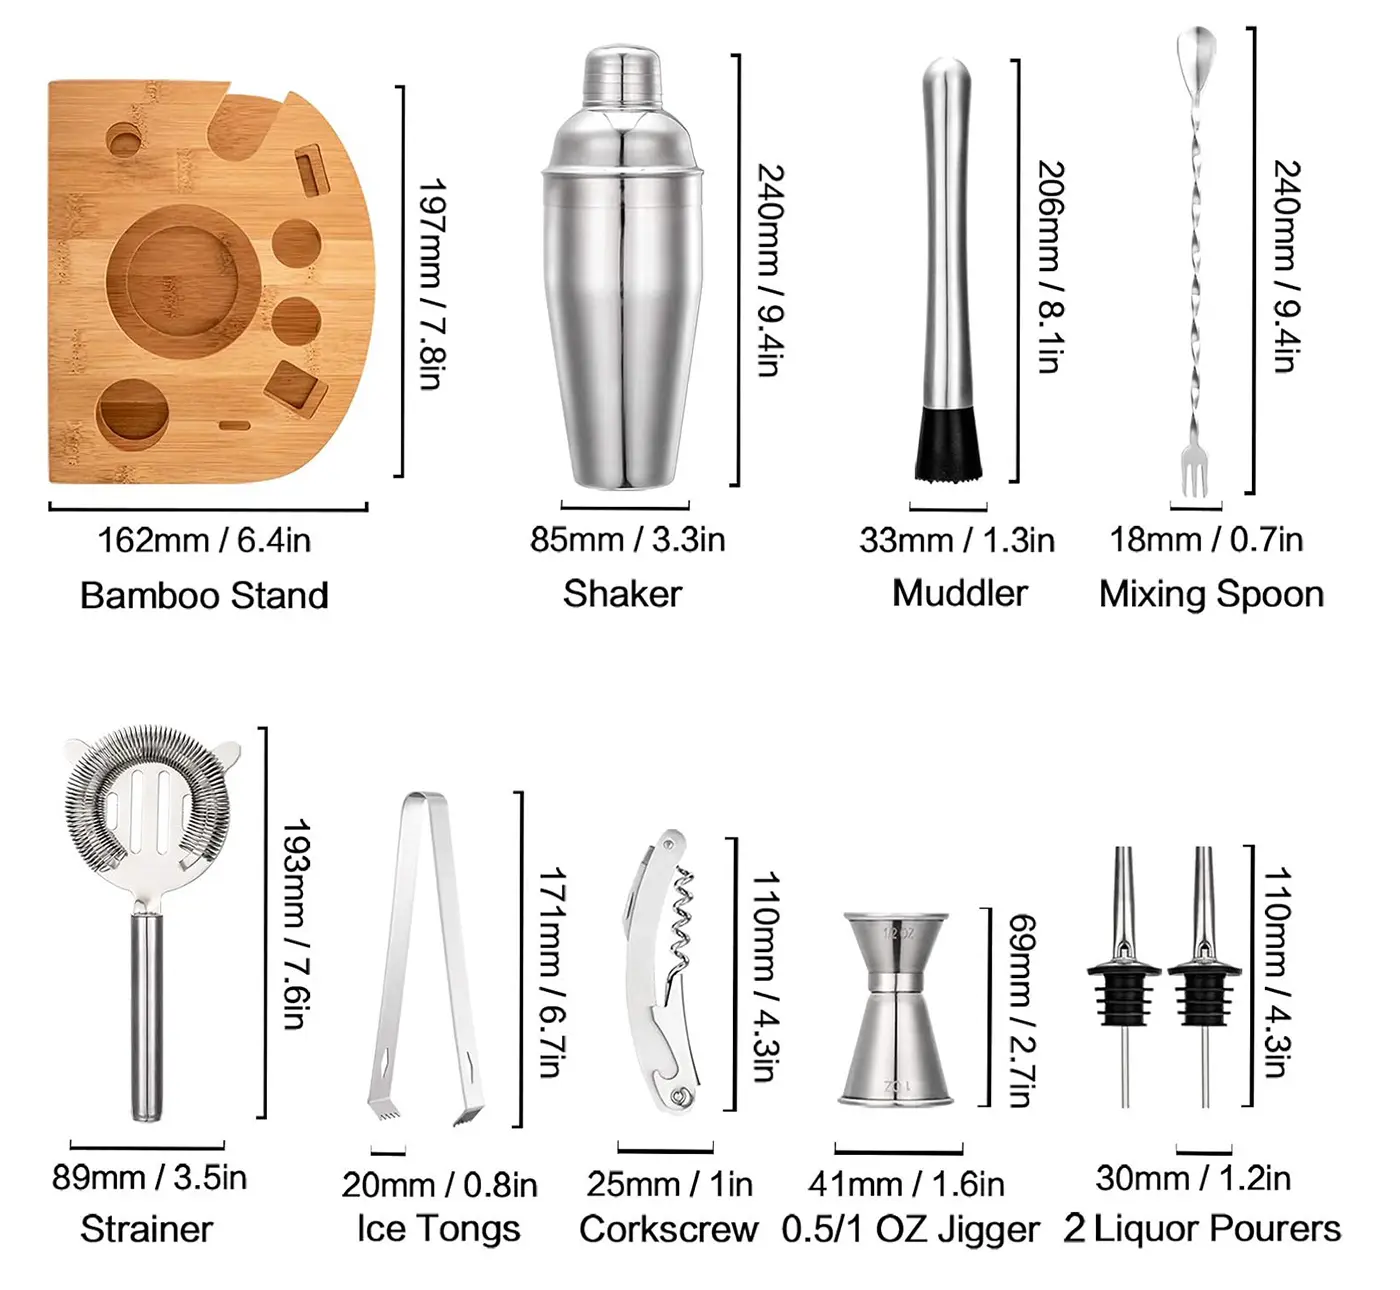 197mm / 7.8in
240mm / 9.4in
206mm / 8.1in
240mm / 9.4in
162mm / 6.4in
85mm / 3.3in
33mm / 1.3in
18mm / 0.7in
Bamboo Stand
Shaker
Muddler
Mixing Spoon
193mm / 7.6in
171mm / 6.7in
110mm / 4.3in
1/2OZ
1OZ
69mm / 2.7in
110mm / 4.3in
89mm / 3.5in
20mm / 0.8in
25mm / 1in
41mm / 1.6in
30mm / 1.2in
Strainer
Ice Tongs
Corkscrew
0.5/1 OZ Jigger
2 Liquor Pourers